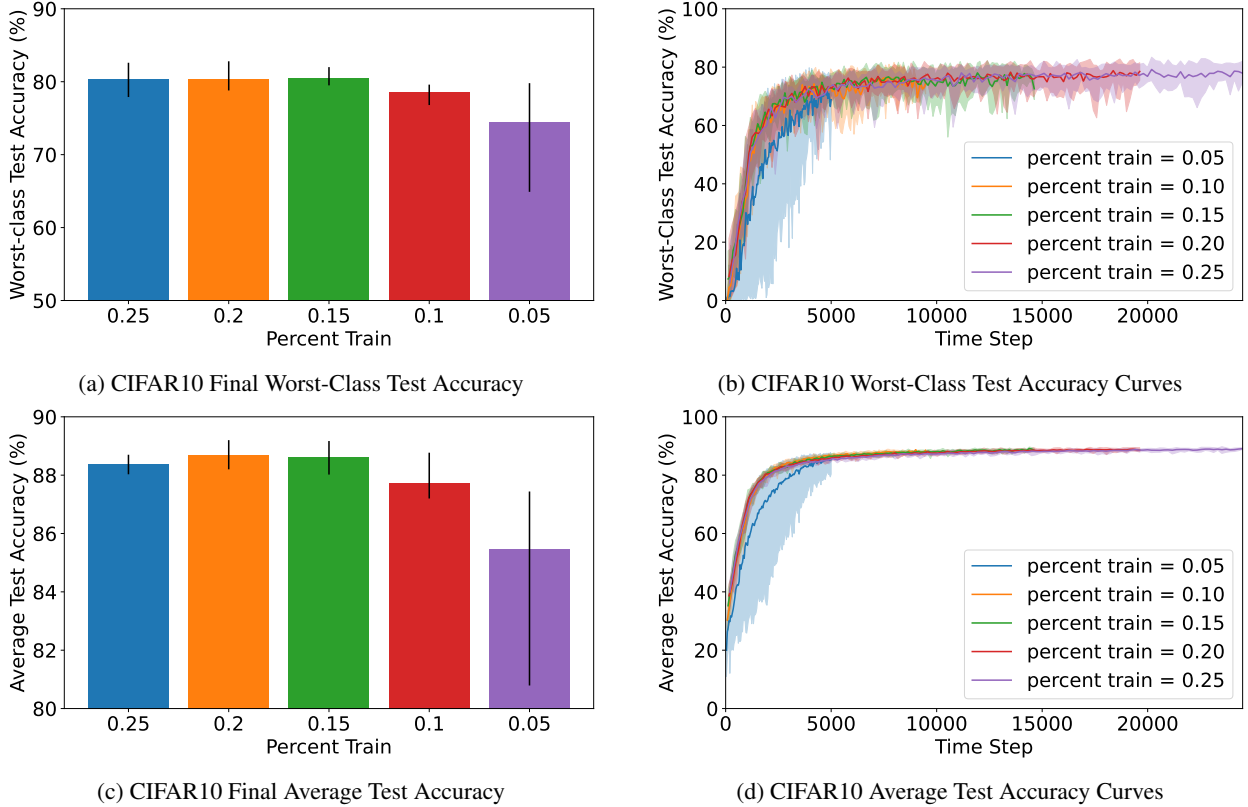 90
80
70
60
50
Worst-class Test Accuracy (%)
0.25 0.2 0.15 0.1 0.05
Percent Train
(a) CIFAR10 Final Worst-Class Test Accuracy
100
80
60
40
20
0
Worst-Class Test Accuracy (%)
percent train = 0.05
percent train = 0.10
percent train = 0.15
percent train = 0.20
percent train = 0.25
0 5000 10000 15000 20000
Time Step
(b) CIFAR10 Worst-Class Test Accuracy Curves
90
88
86
84
82
80
Average Test Accuracy (%)
0.25 0.2 0.15 0.1 0.05
Percent Train
(c) CIFAR10 Final Average Test Accuracy
100
80
60
40
20
0
Average Test Accuracy (%)
percent train = 0.05
percent train = 0.10
percent train = 0.15
percent train = 0.20
percent train = 0.25
0 5000 10000 15000 20000
Time Step
(d) CIFAR10 Average Test Accuracy Curves